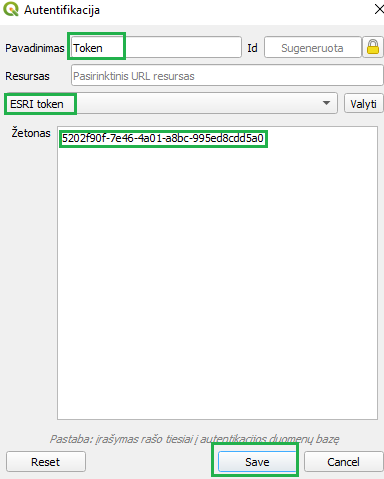 Autentifikacija
Pavadinimas Token Id Sugeneruota
Resursas Pasirinktinis URL resursas
ESRI token Valyti
Žetonas 5202f90f-7e46-4a01-a8bc-995ed8cdd5a0
Pastaba: įrašymas rašo tiesiai į autentikacijos duomenų bazę
Reset Save Cancel